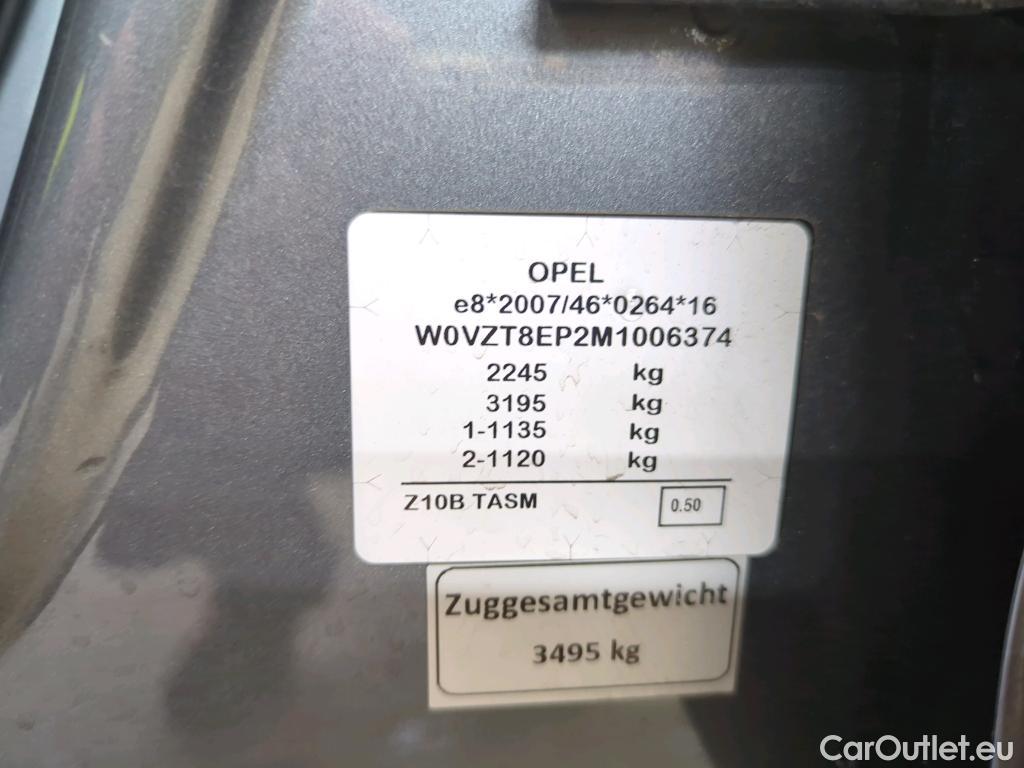 OPEL
e8*2007/46*0264*16
W0VZT8EP2M1006374
2245 kg
3195 kg
1-1135 kg
2-1120 kg
Z10B TASM 0.50
Zuggesamtgewicht
3495 kg
CarOutlet.eu